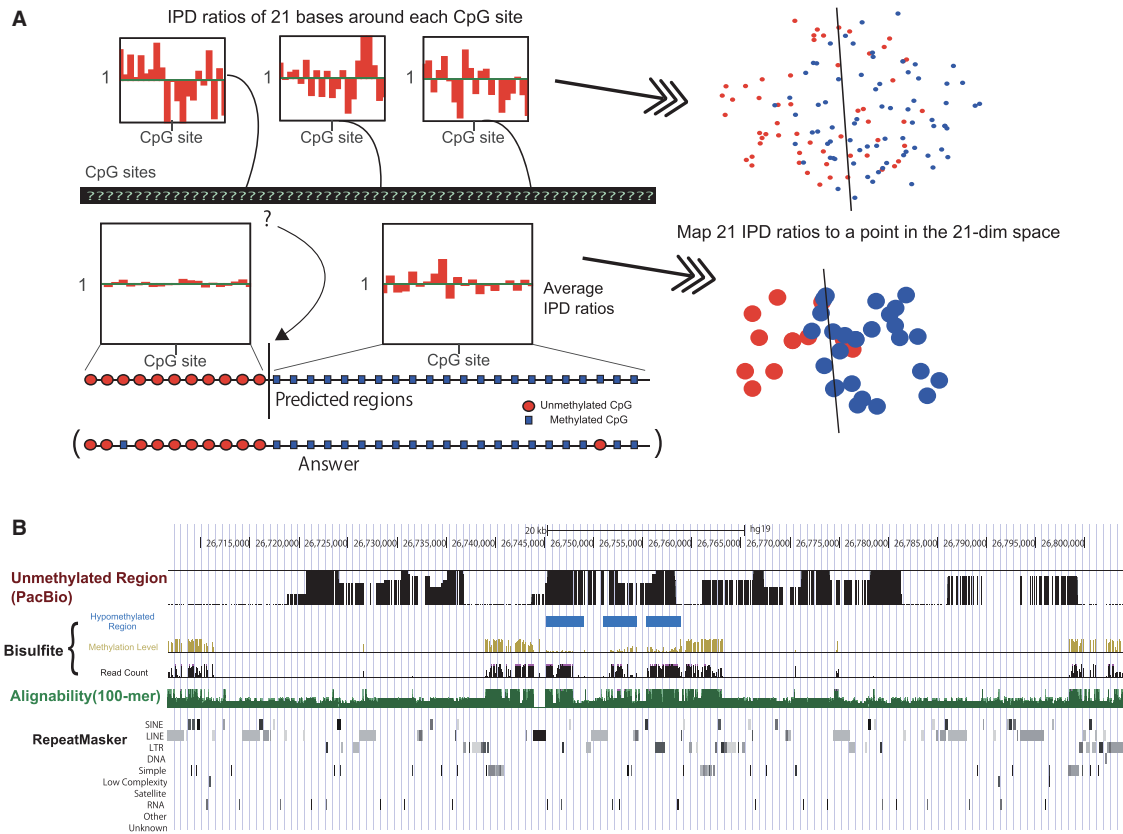 A
IPD ratios of 21 bases around each CpG site
1
1
1
CpG site
CpG site
CpG site
CpG sites
????????????????????????????????????????????????
?
Map 21 IPD ratios to a point in the 21-dim space
1
1
Average
IPD ratios
CpG site
CpG site
Predicted regions
Unmethylated CpG
Methylated CpG
( )
Answer
B
20 kb hg19
26,715,000 26,720,000 26,725,000 26,730,000 26,735,000 26,740,000 26,745,000 26,750,000 26,755,000 26,760,000 26,765,000 26,770,000 26,775,000 26,780,000 26,785,000 26,790,000 26,795,000 26,800,000
Unmethylated Region
(PacBio)
Hypomethylated
Region
Bisulfite {
Methylation Level
Read Count
Alignability(100-mer)
RepeatMasker
SINE
LINE
LTR
DNA
Simple
Low Complexity
Satellite
RNA
Other
Unknown